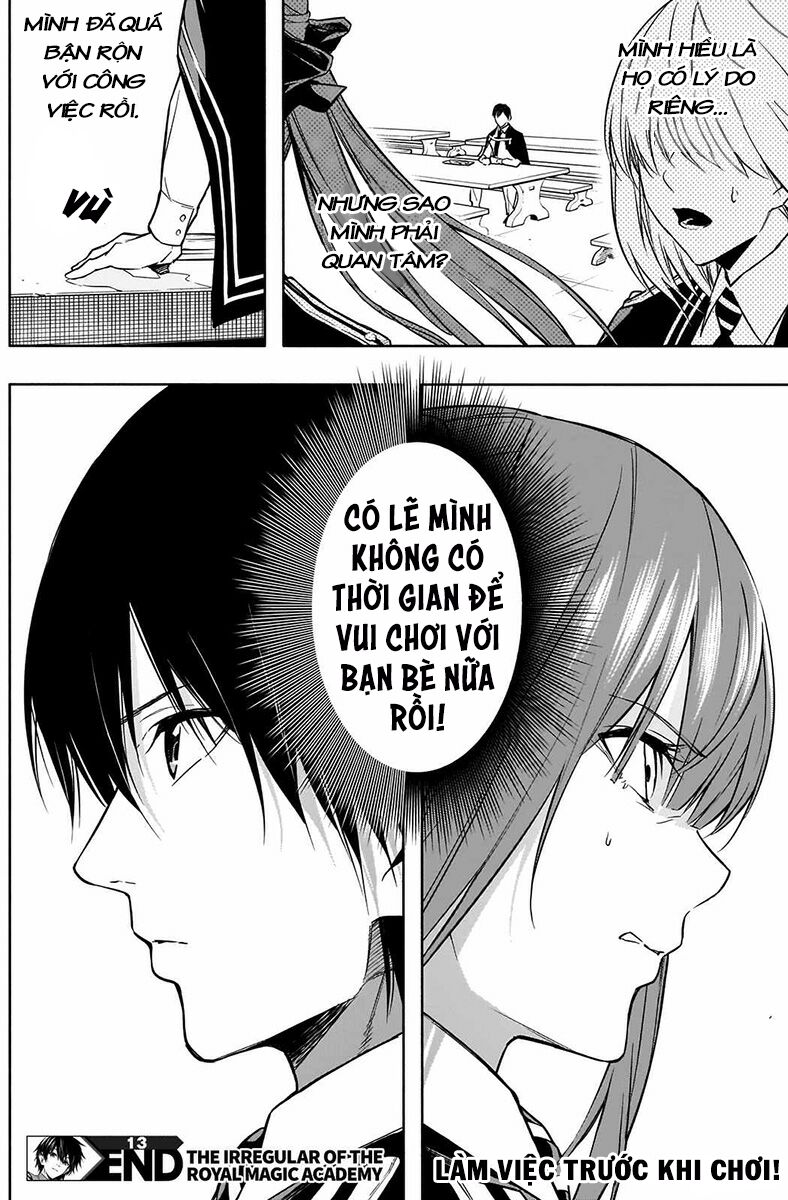 MÌNH HIỂU LÀ
HỌ CÓ LÝ DO
RIÊNG...
NHƯNG SAO
MÌNH PHẢI
QUAN TÂM?
MÌNH ĐÃ QUÁ
BẬN RỘN
VỚI CÔNG
VIỆC RỒI.
VÙ
CÓ LẼ MÌNH
KHÔNG CÓ
THỜI GIAN ĐỂ
VUI CHƠI VỚI
BẠN BÈ NỮA
RỒI!
13
END
THE IRREGULAR OF THE
ROYAL MAGIC ACADEMY
LÀM VIỆC TRƯỚC KHI CHƠI!